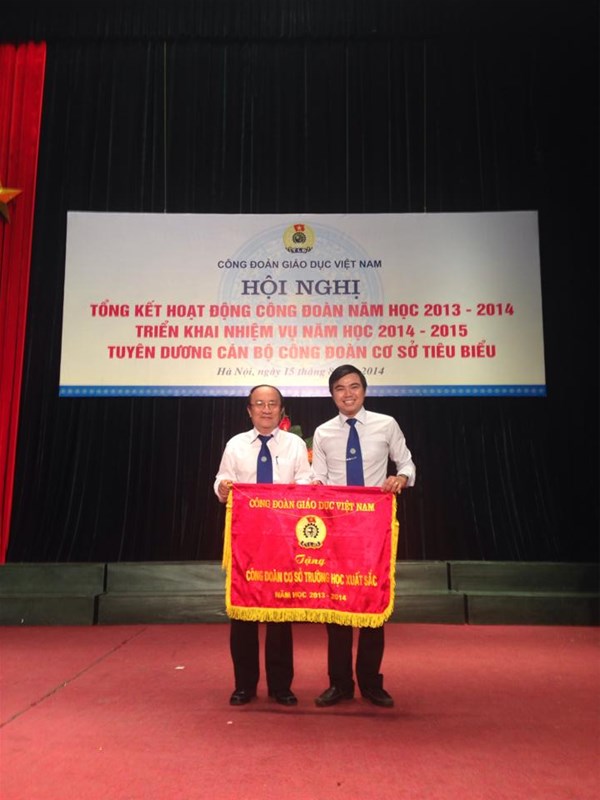 CÔNG ĐOÀN GIÁO DỤC VIỆT NAM
HỘI NGHỊ
TỔNG KẾT HOẠT ĐỘNG CÔNG ĐOÀN NĂM HỌC 2013 - 2014
TRIỂN KHAI NHIỆM VỤ NĂM HỌC 2014 - 2015
TUYÊN DƯƠNG CÁN BỘ CÔNG ĐOÀN CƠ SỞ TIÊU BIỂU
Hà Nội, ngày 15 tháng 2014
CÔNG ĐOÀN GIÁO DỤC VIỆT NAM
Tặng
CÔNG ĐOÀN CƠ SỞ TRƯỜNG HỌC XUẤT SẮC
NĂM HỌC 2013 - 2014